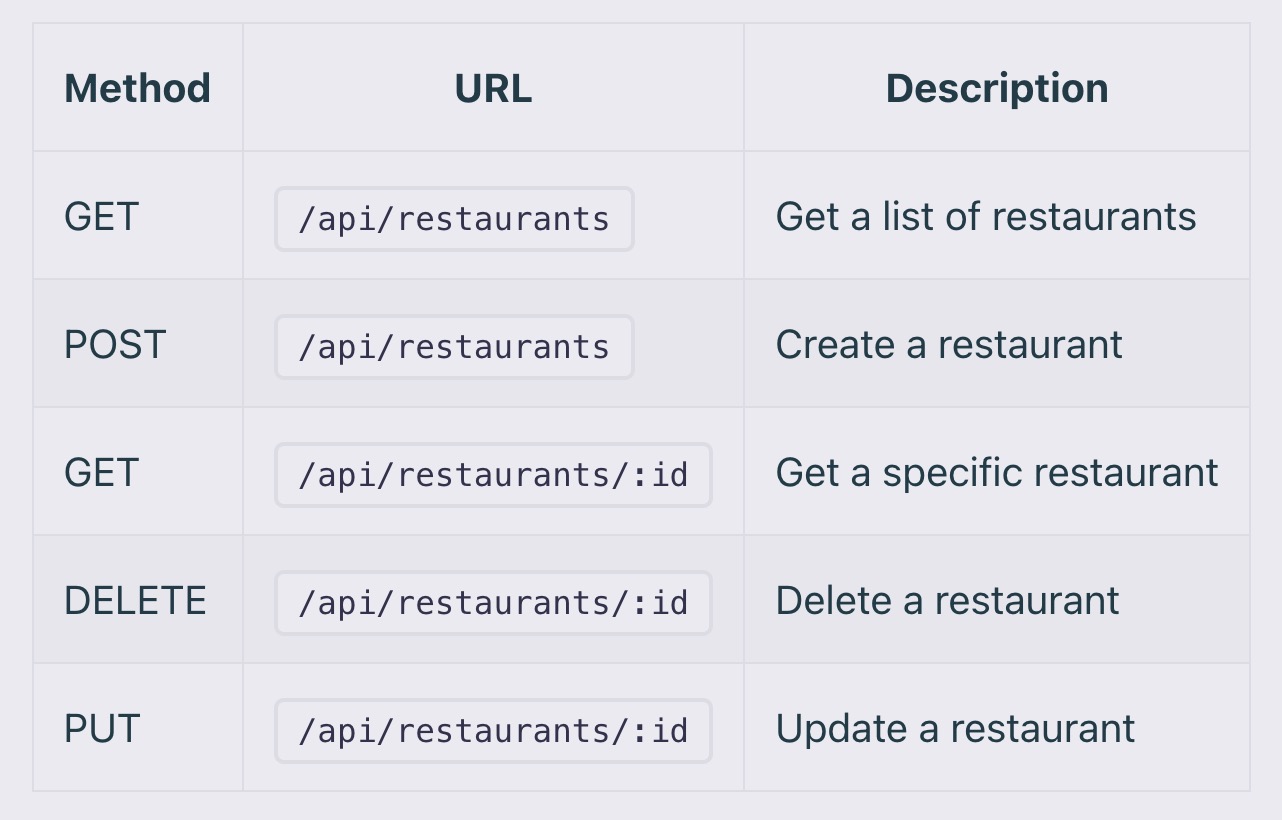 Method URL Description
GET /api/restaurants Get a list of restaurants
POST /api/restaurants Create a restaurant
GET /api/restaurants/:id Get a specific restaurant
DELETE /api/restaurants/:id Delete a restaurant
PUT /api/restaurants/:id Update a restaurant